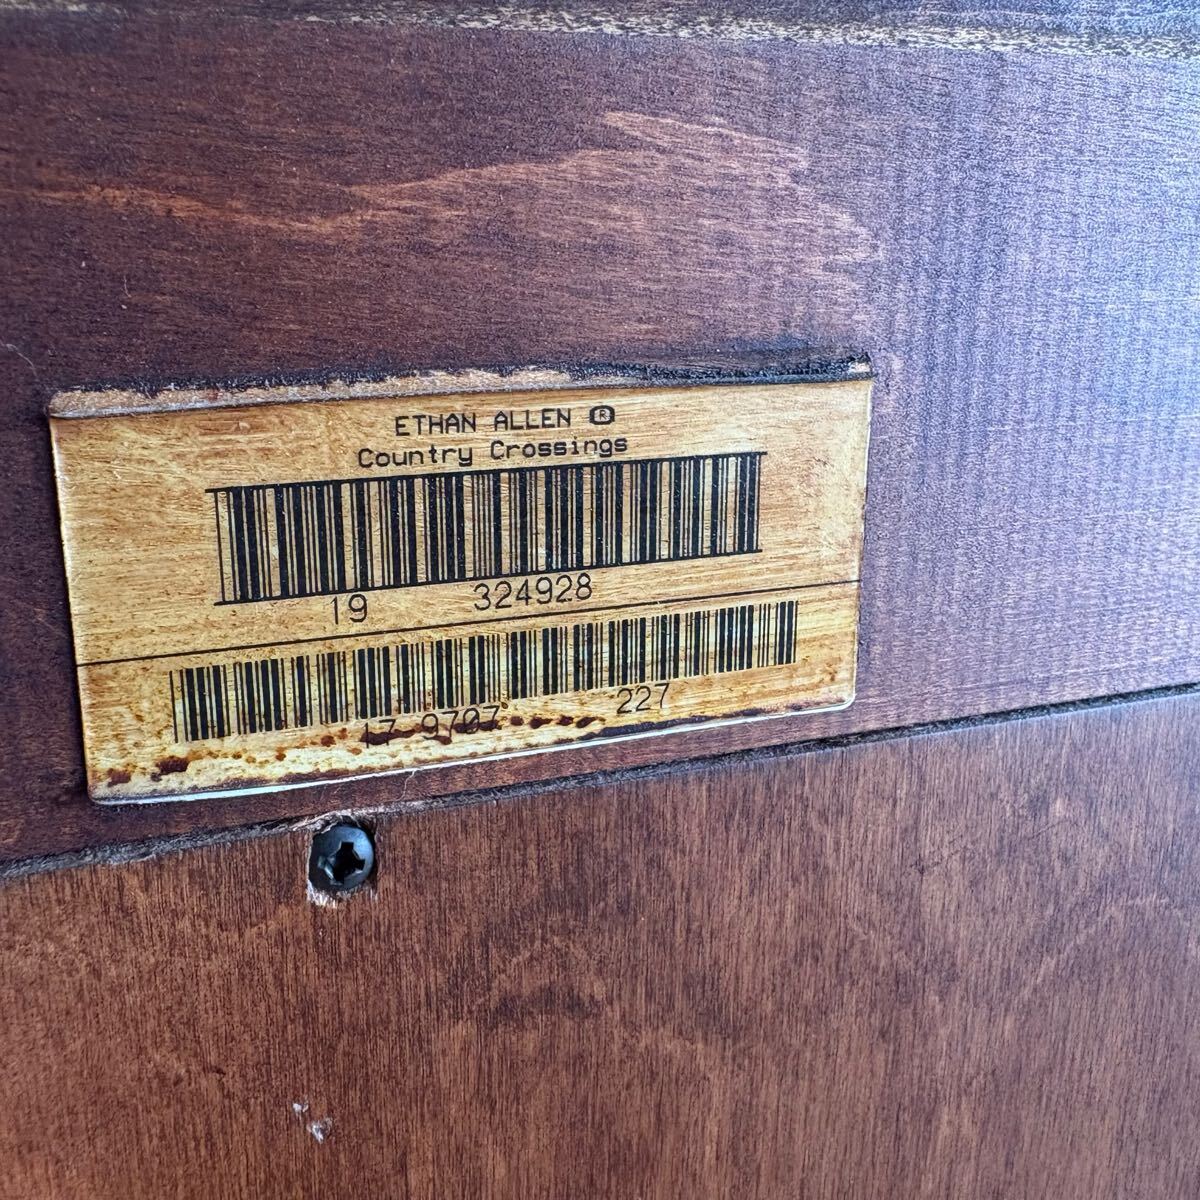 ETHAN ALLEN ®
Country Crossings
19 324928
17-9707 227